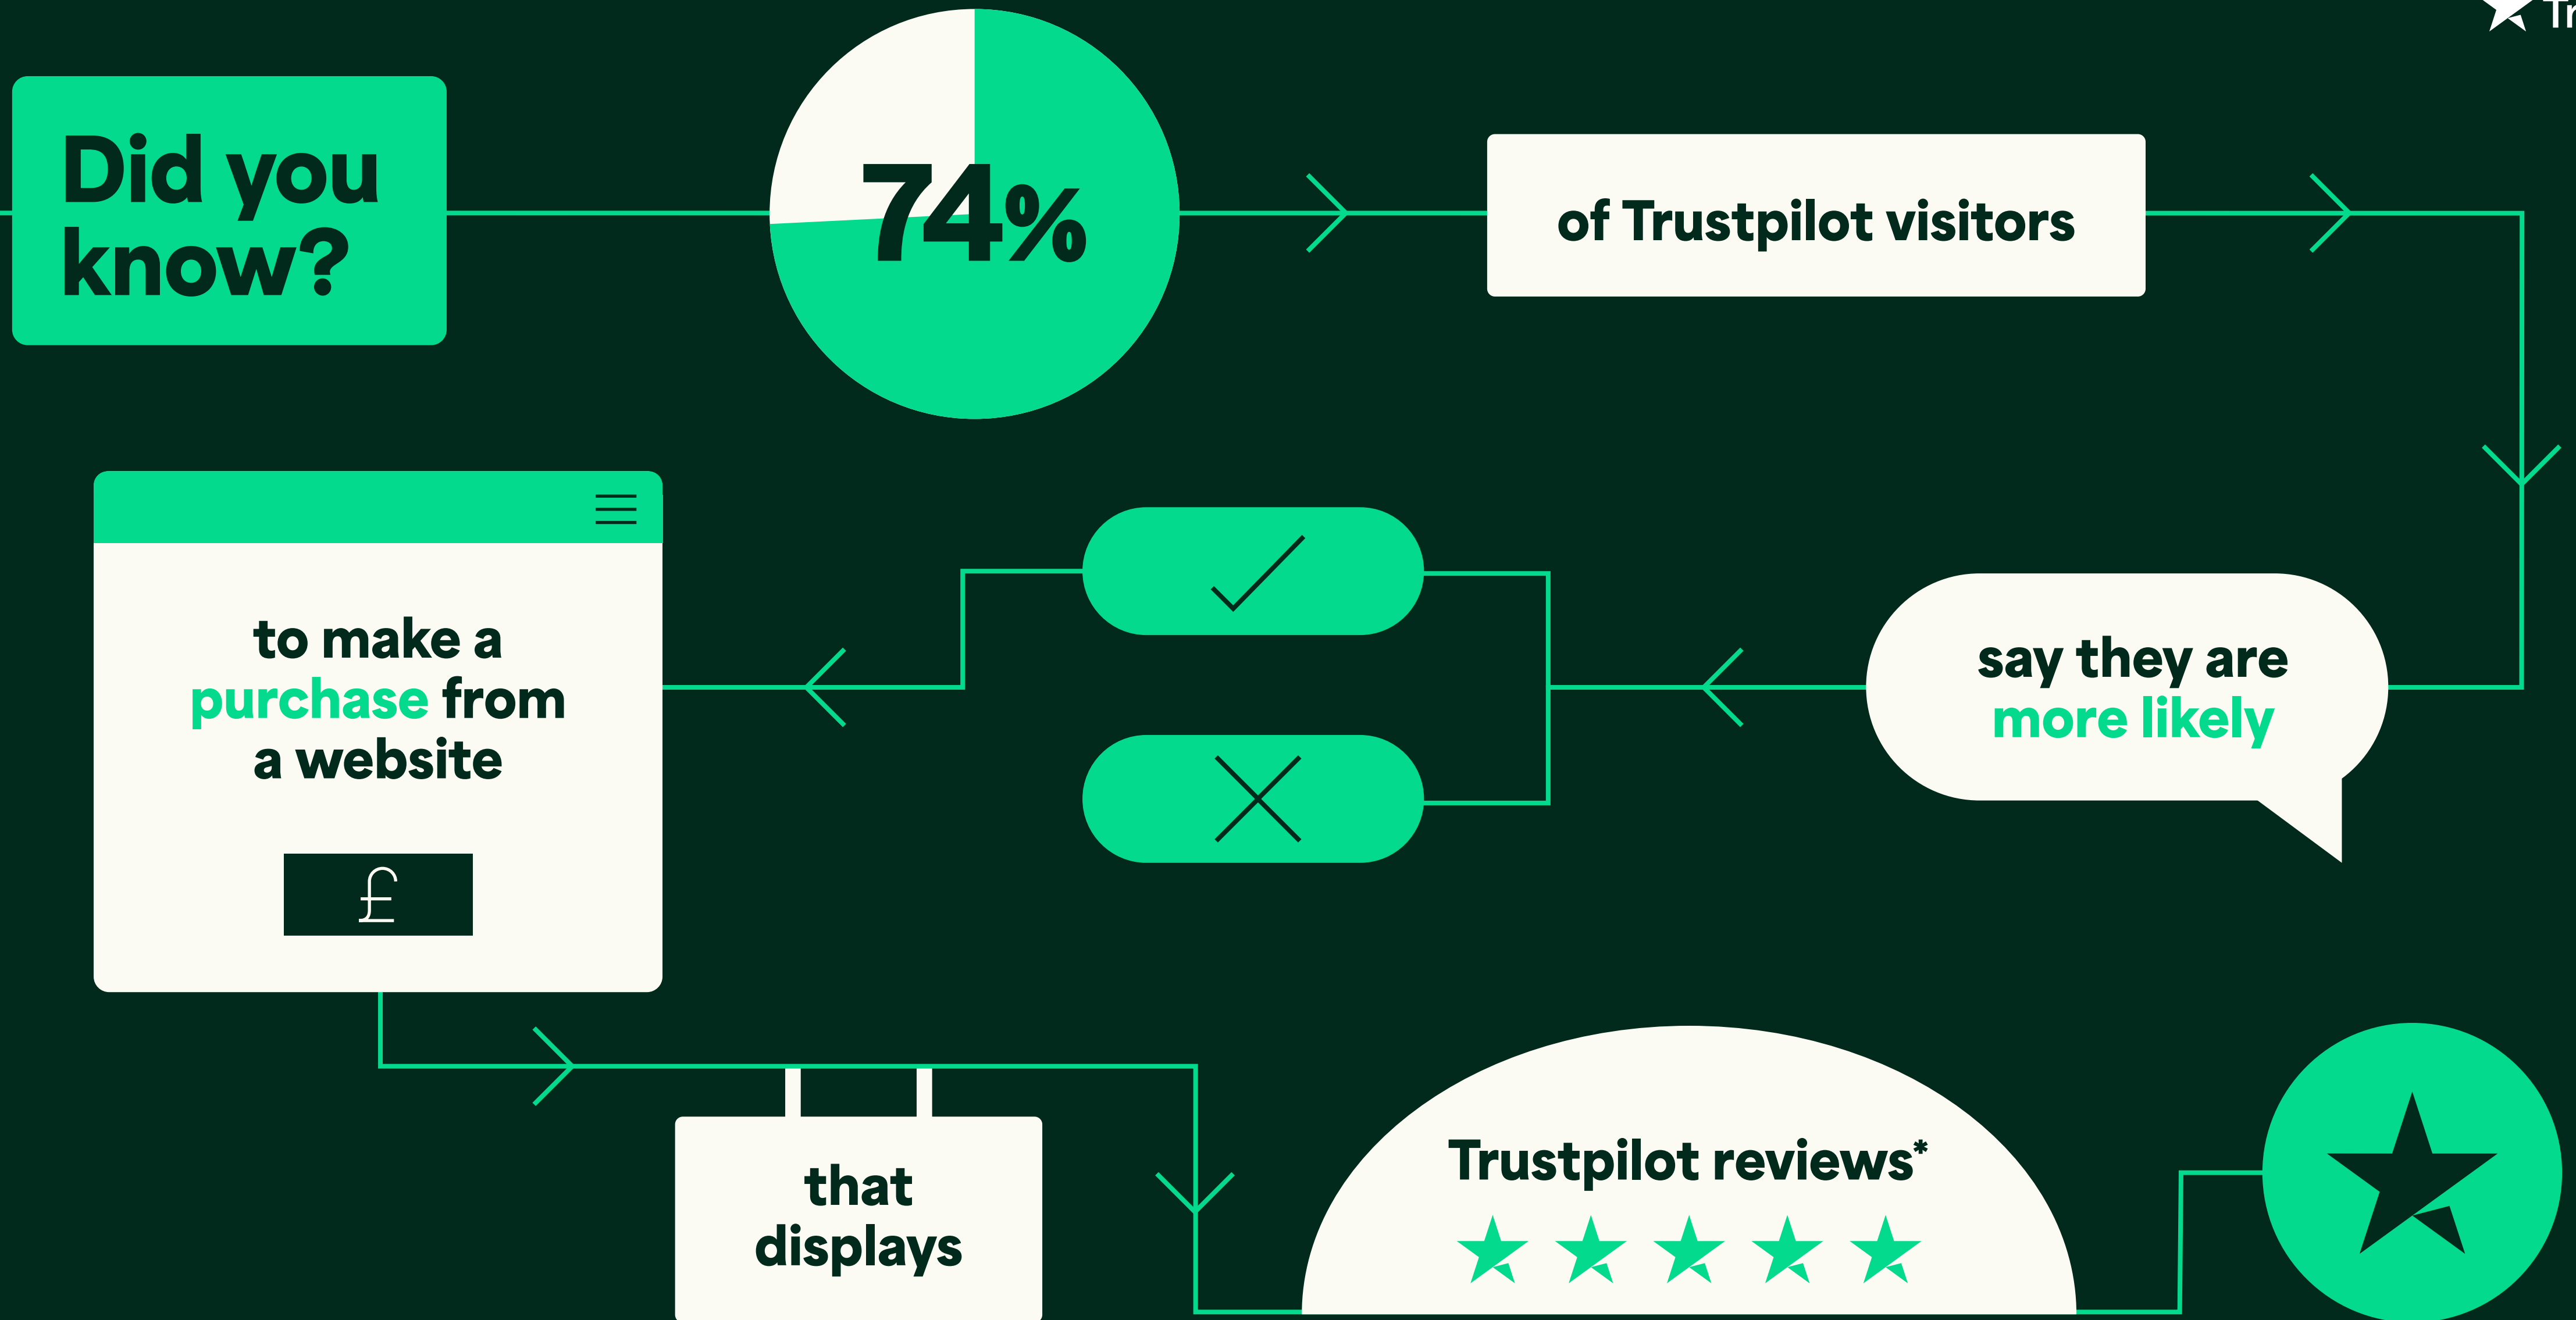 Did you
know?
74%
of Trustpilot visitors
say they are
more likely
to make a
purchase from
a website
£
that
displays
Trustpilot reviews*